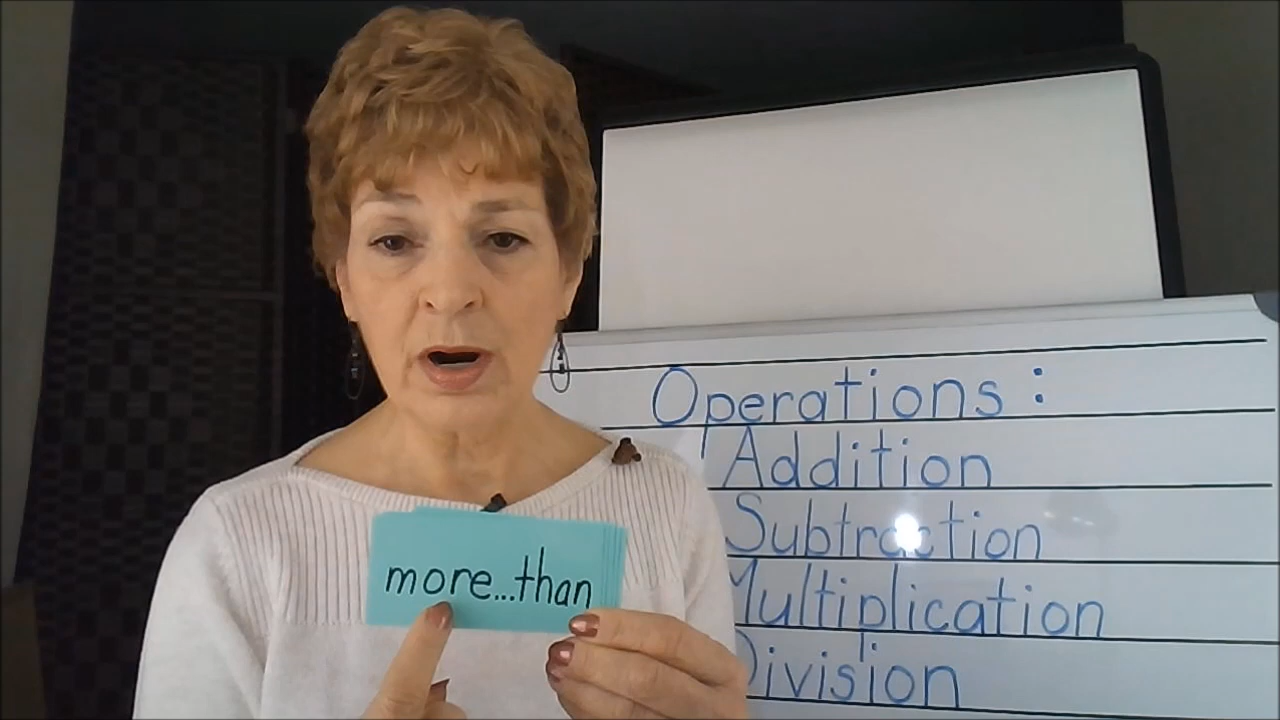 more...than
Operations:
Addition
Subtraction
Multiplication
Division